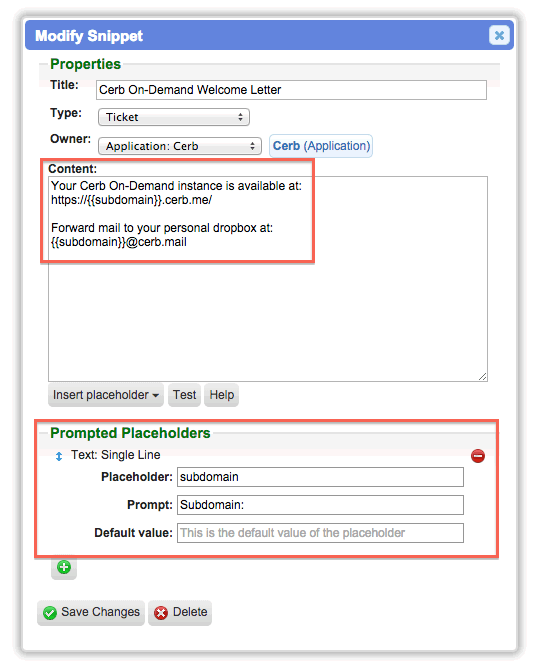 Modify Snippet
Properties
Title: Cerb On-Demand Welcome Letter
Type: Ticket
Owner: Application: Cerb Cerb (Application)
Content:
Your Cerb On-Demand instance is available at:
https://{{subdomain}}.cerb.me/
Forward mail to your personal dropbox at:
{{subdomain}}@cerb.mail
Insert placeholder Test Help
Prompted Placeholders
Text: Single Line
Placeholder: subdomain
Prompt: Subdomain:
Default value: This is the default value of the placeholder
Save Changes Delete